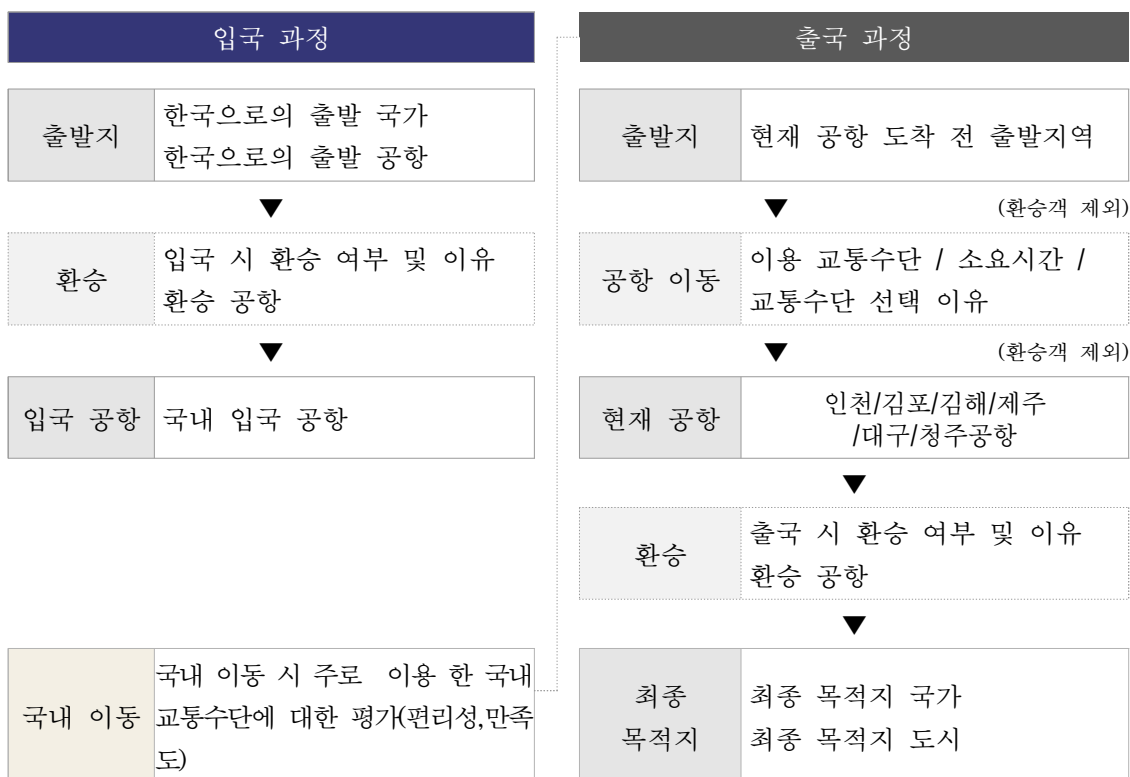 입국 과정
출발지
한국으로의 출발 국가
한국으로의 출발 공항
▼
환승
입국 시 환승 여부 및 이유
환승 공항
▼
입국 공항
국내 입국 공항
국내 이동
국내 이동 시 주로 이용 한 국내
교통수단에 대한 평가(편리성,만족
도)
출국 과정
출발지
현재 공항 도착 전 출발지역
▼ (환승객 제외)
공항 이동
이용 교통수단 / 소요시간 /
교통수단 선택 이유
▼ (환승객 제외)
현재 공항
인천/김포/김해/제주
/대구/청주공항
▼
환승
출국 시 환승 여부 및 이유
환승 공항
▼
최종
목적지
최종 목적지 국가
최종 목적지 도시